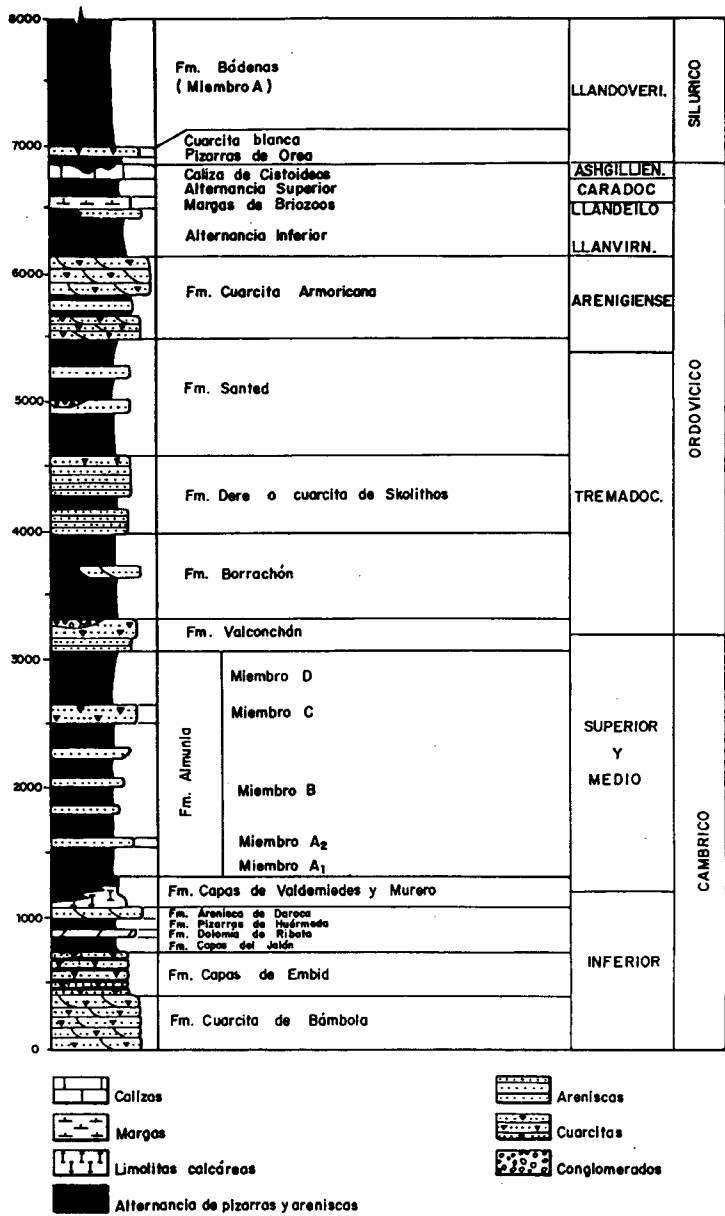 8000
Fm. Bádenas
(Miembro A)
LLANDOVERI.
SILURICO
7000
Cuarcita blanca
Pizarras de Orea
Caliza de Cistoideos
ASHGILLIEN.
Alternancia Superior
CARADOC
Margas de Briozoos
LLANDEILO
Alternancia Inferior
LLANVIRN.
6000
Fm. Cuarcita Armoricana
ARENIGIENSE
ORDOVICICO
Fm. Santed
5000
Fm. Dere o cuarcita de Skolithos
TREMADOC.
4000
Fm. Borrachón
Fm. Valconchán
3000
Fm. Almunia
Miembro D
Miembro C
SUPERIOR
Y
MEDIO
2000
Miembro B
Miembro A2
Miembro A1
CAMBRICO
Fm. Capas de Valdemiedes y Murero
1000
Fm. Arenisca de Daroca
Fm. Pizarras de Huérmeda
Fm. Dolomia de Ribota
Fm. Capas del Jalón
INFERIOR
Fm. Capas de Embid
Fm. Cuarcita de Bámbola
0
Calizas
Areniscas
Margas
Cuarcitas
Limolitas calcáreas
Conglomerados
Alternancia de pizarras y areniscas